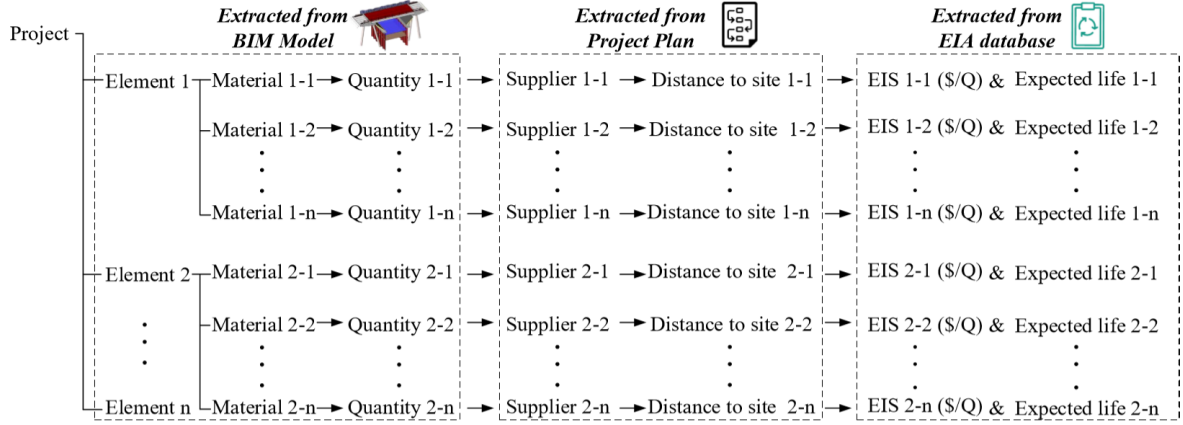 Project
Extracted from
BIM Model
Extracted from
Project Plan
Extracted from
EIA database
Element 1 Material 1-1 Quantity 1-1 Supplier 1-1 Distance to site 1-1 EIS 1-1 ($/Q) & Expected life 1-1
Material 1-2 Quantity 1-2 Supplier 1-2 Distance to site 1-2 EIS 1-2 ($/Q) & Expected life 1-2
Material 1-n Quantity 1-n Supplier 1-n Distance to site 1-n EIS 1-n ($/Q) & Expected life 1-n
Element 2 Material 2-1 Quantity 2-1 Supplier 2-1 Distance to site 2-1 EIS 2-1 ($/Q) & Expected life 2-1
Material 2-2 Quantity 2-2 Supplier 2-2 Distance to site 2-2 EIS 2-2 ($/Q) & Expected life 2-2
Element n Material 2-n Quantity 2-n Supplier 2-n Distance to site 2-n EIS 2-n ($/Q) & Expected life 2-n